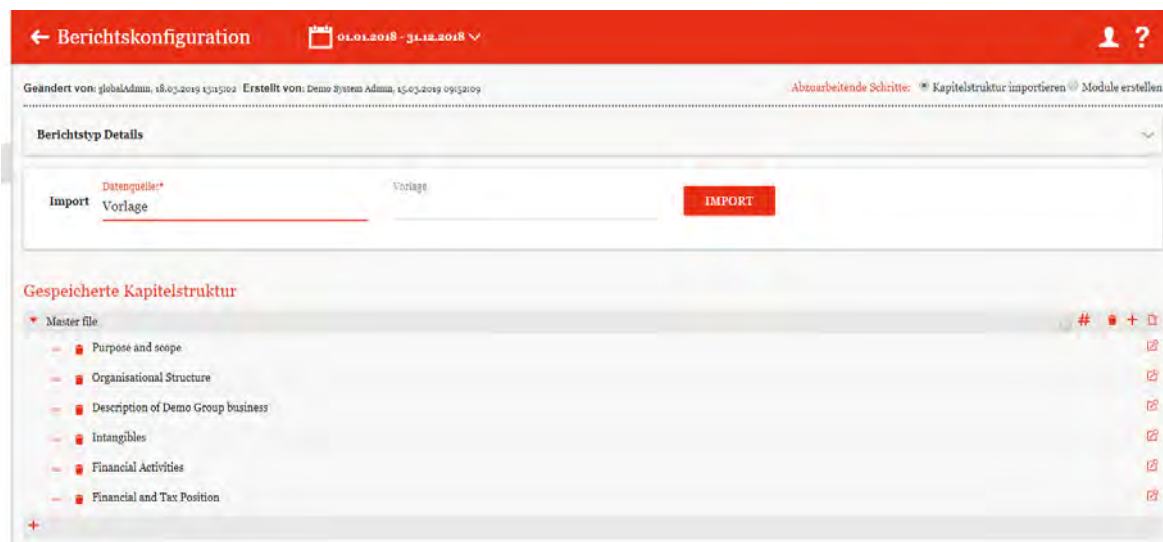 Berichtskonfiguration
01.01.2018 - 31.12.2018
?
Geändert von: globalAdmin, 18.03.2019 13:15:02 Erstellt von: Demo System Admin, 15.03.2019 09:52:09
Abzuarbeitende Schritte: Kapitelstruktur importieren Module erstellen
Berichtstyp Details
Import
Datenquelle:*
Vorlage
Vorlage
IMPORT
Gespeicherte Kapitelstruktur
Master file
#
+
Purpose and scope
Organisational Structure
Description of Demo Group business
Intangibles
Financial Activities
Financial and Tax Position
+